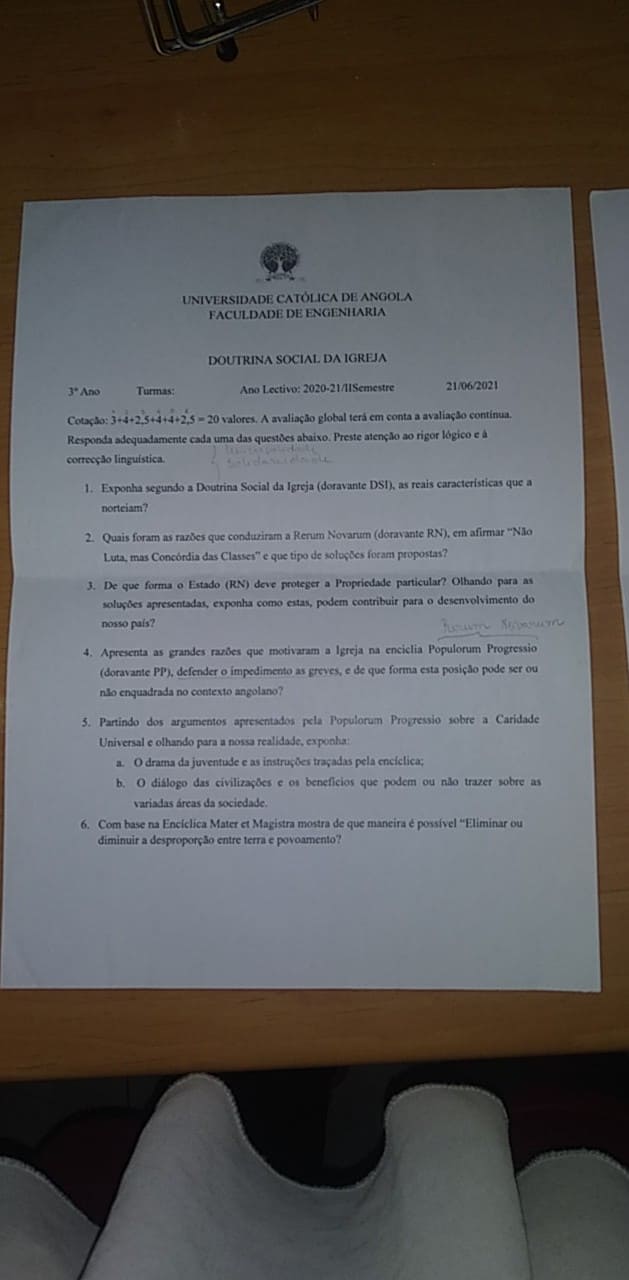 UNIVERSIDADE CATÓLICA DE ANGOLA
FACULDADE DE ENGENHARIA
DOUTRINA SOCIAL DA IGREJA
3º Ano Turmas: Ano Lectivo: 2020-21/IISemestre 21/06/2021
Cotação: 3+4+2,5+4+4+2,5 = 20 valores. A avaliação global terá em conta a avaliação contínua.
Responda adequadamente cada uma das questões abaixo. Preste atenção ao rigor lógico e à
correcção linguística.
solidariedade
1. Exponha segundo a Doutrina Social da Igreja (doravante DSI), as reais características que a
norteiam?
2. Quais foram as razões que conduziram a Rerum Novarum (doravante RN), em afirmar “Não
Luta, mas Concórdia das Classes” e que tipo de soluções foram propostas?
3. De que forma o Estado (RN) deve proteger a Propriedade particular? Olhando para as
soluções apresentadas, exponha como estas, podem contribuir para o desenvolvimento do
nosso país?
Rerum Novarum
4. Apresenta as grandes razões que motivaram a Igreja na enciclia Populorum Progressio
(doravante PP), defender o impedimento as greves, e de que forma esta posição pode ser ou
não enquadrada no contexto angolano?
5. Partindo dos argumentos apresentados pela Populorum Progressio sobre a Caridade
Universal e olhando para a nossa realidade, exponha:
a. O drama da juventude e as instruções traçadas pela encíclica;
b. O diálogo das civilizações e os benefícios que podem ou não trazer sobre as
variadas áreas da sociedade.
6. Com base na Encíclica Mater et Magistra mostra de que maneira é possível “Eliminar ou
diminuir a desproporção entre terra e povoamento?